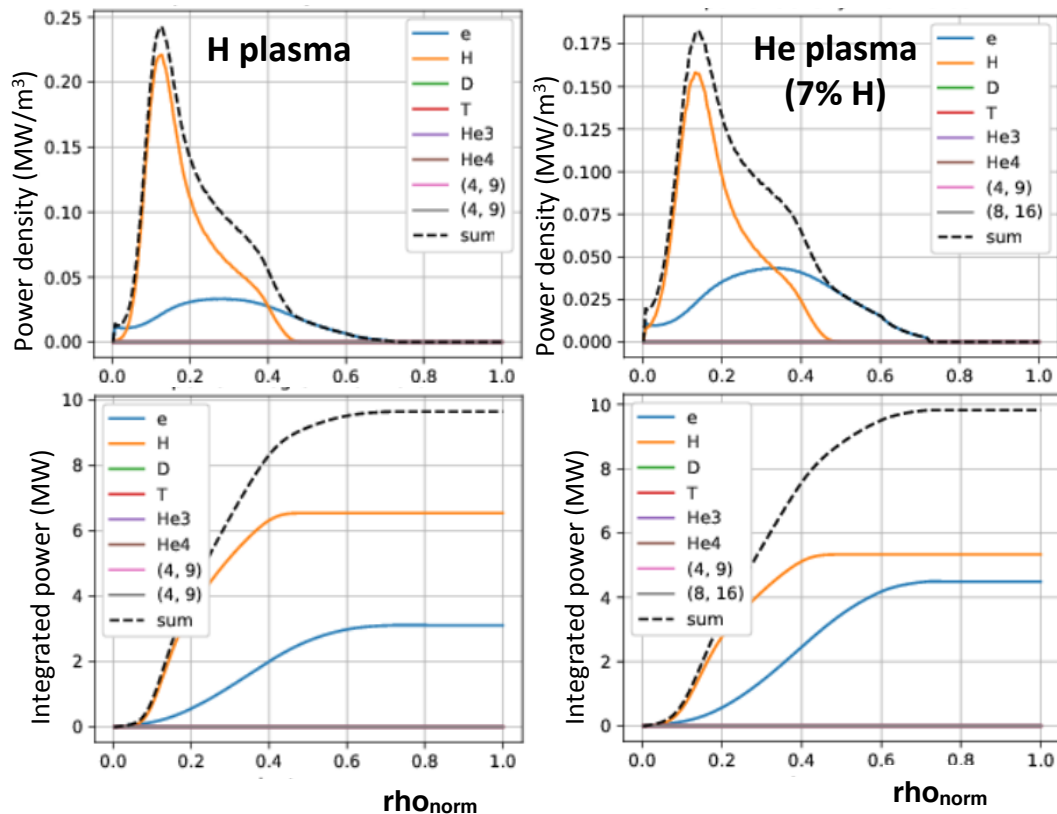 H plasma
Power density (MW/m³)
0.25
0.20
0.15
0.10
0.05
0.00
e
H
D
T
He3
He4
(4, 9)
(4, 9)
sum
0.0 0.2 0.4 0.6 0.8 1.0
He plasma
(7% H)
Power density (MW/m³)
0.175
0.150
0.125
0.100
0.075
0.050
0.025
0.000
e
H
D
T
He3
He4
(4, 9)
(8, 16)
sum
0.0 0.2 0.4 0.6 0.8 1.0
Integrated power (MW)
10
8
6
4
2
0
e
H
D
T
He3
He4
(4, 9)
(4, 9)
sum
0.0 0.2 0.4 0.6 0.8 1.0
rho_norm
Integrated power (MW)
10
8
6
4
2
0
e
H
D
T
He3
He4
(4, 9)
(8, 16)
sum
0.0 0.2 0.4 0.6 0.8 1.0
rho_norm